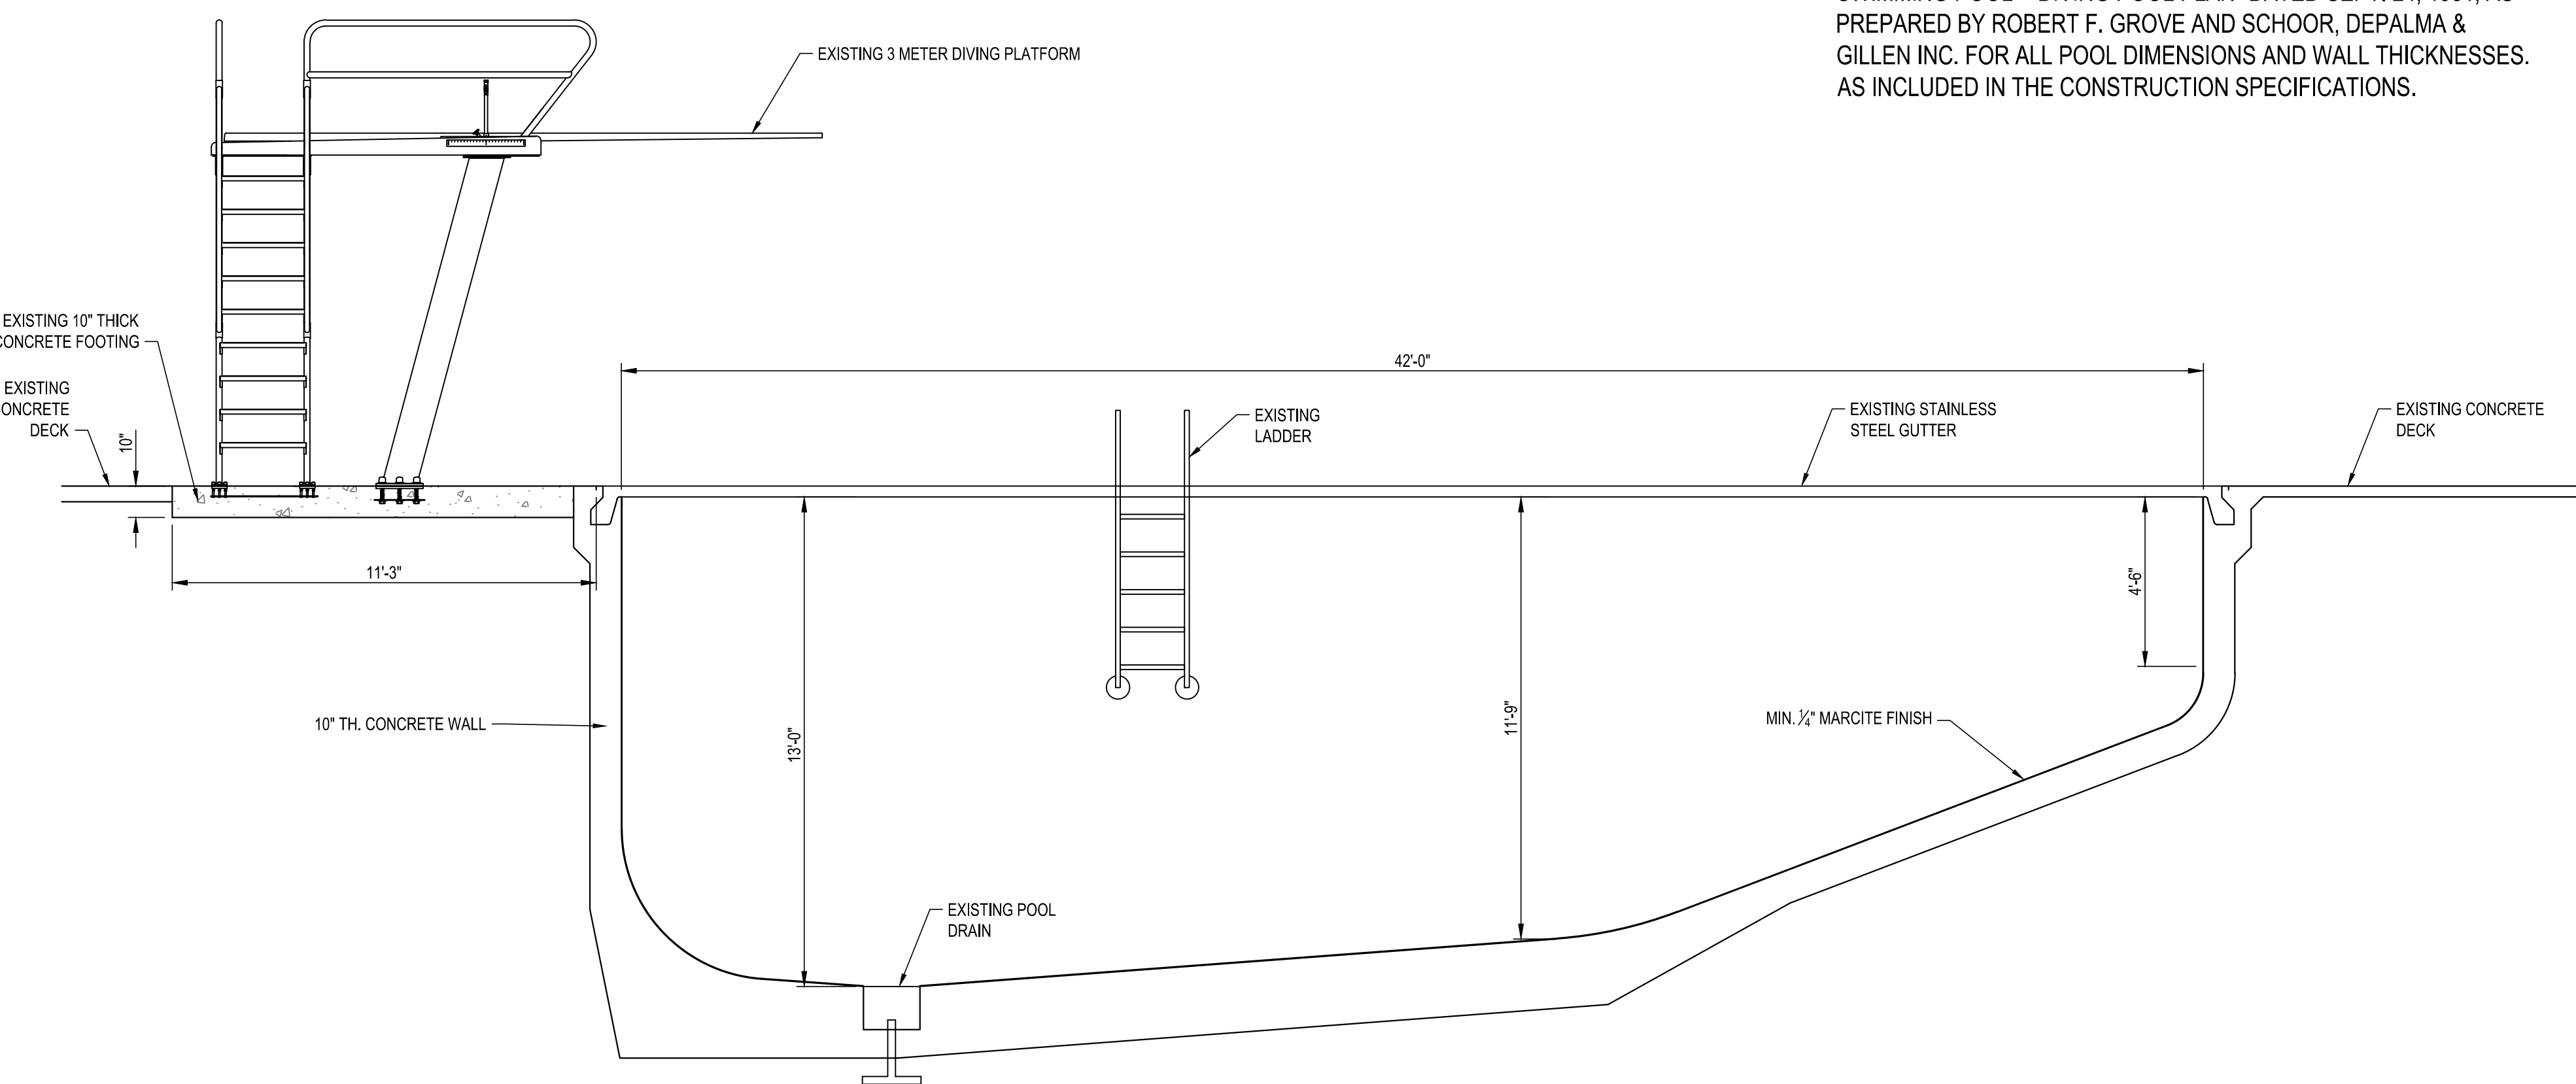 PREPARED BY ROBERT F. GROVE AND SCHOOR, DEPALMA &
GILLEN INC. FOR ALL POOL DIMENSIONS AND WALL THICKNESSES.
AS INCLUDED IN THE CONSTRUCTION SPECIFICATIONS.
EXISTING 3 METER DIVING PLATFORM
EXISTING 10" THICK
CONCRETE FOOTING
EXISTING
CONCRETE
DECK
10"
42'-0"
EXISTING
LADDER
EXISTING STAINLESS
STEEL GUTTER
EXISTING CONCRETE
DECK
11'-3"
4'-6"
10" TH. CONCRETE WALL
13'-0"
11'-9"
MIN. ¼" MARCITE FINISH
EXISTING POOL
DRAIN